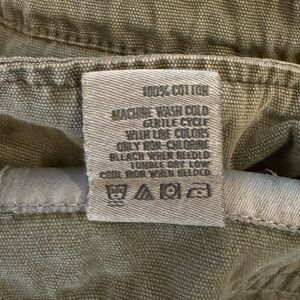 100% COTTON
MACHINE WASH COLD
GENTLE CYCLE
WITH LIKE COLORS
ONLY NON-CHLORINE
BLEACH WHEN NEEDED
TUMBLE DRY LOW
COOL IRON WHEN NEEDED